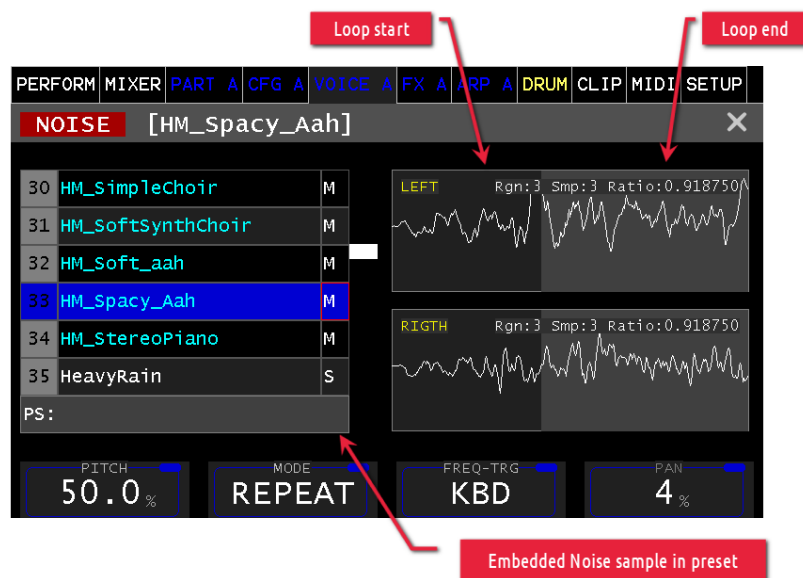 Loop start
Loop end
PERFORM MIXER PART A CFG A VOICE A FX A ARP A DRUM CLIP MIDI SETUP
NOISE [HM_Spacy_Aah]
30 HM_SimpleChoir M
31 HM_SoftSynthChoir M
32 HM_Soft_aah M
33 HM_Spacy_Aah M
34 HM_StereoPiano M
35 HeavyRain S
PS:
LEFT Rgn:3 Smp:3 Ratio:0.918750
RIGTH Rgn:3 Smp:3 Ratio:0.918750
PITCH
50.0%
MODE
REPEAT
FREQ-TRG
KBD
PAN
4%
Embedded Noise sample in preset